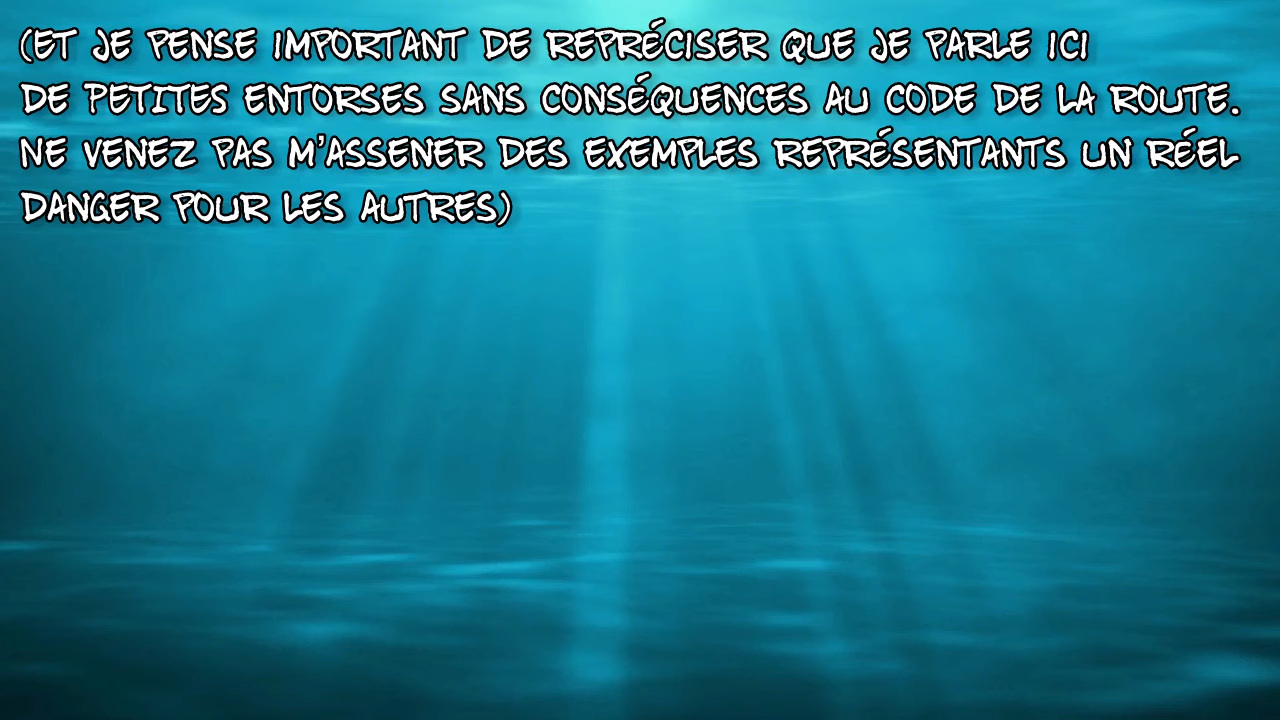 (ET JE PENSE IMPORTANT DE REPRÉCISER QUE JE PARLE ICI
DE PETITES ENTORSES SANS CONSÉQUENCES AU CODE DE LA ROUTE.
NE VENEZ PAS M'ASSENER DES EXEMPLES REPRÉSENTANTS UN RÉEL
DANGER POUR LES AUTRES)